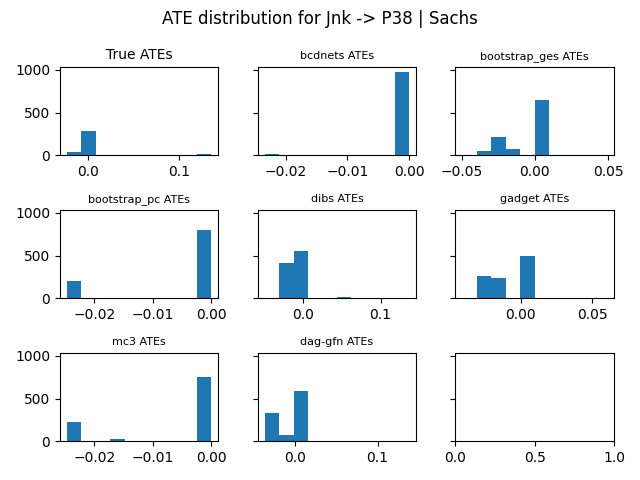 ATE distribution for Jnk -> P38 | Sachs
True ATEs
bcdnets ATEs
bootstrap_ges ATEs
1000
500
0
0.0 0.1
−0.02 −0.01 0.00
−0.05 0.00 0.05
bootstrap_pc ATEs
dibs ATEs
gadget ATEs
1000
500
0
−0.02 −0.01 0.00
0.0 0.1
0.00 0.05
mc3 ATEs
dag-gfn ATEs
1000
500
0
−0.02 −0.01 0.00
0.0 0.1
0.0 0.5 1.0